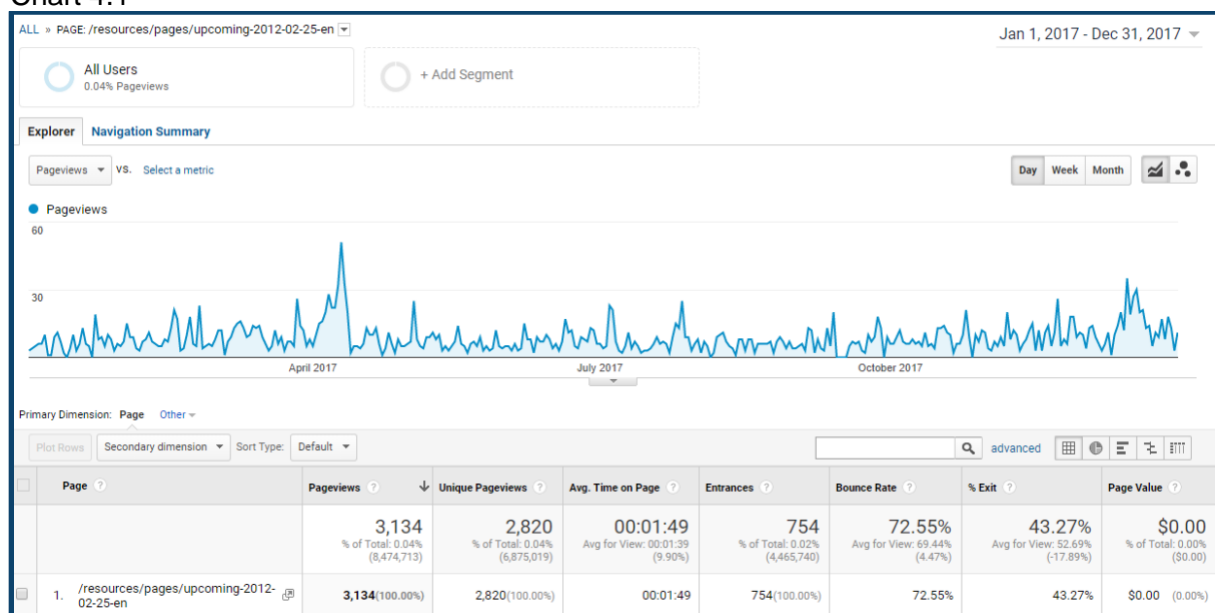 Chart 4.1
ALL » PAGE: /resources/pages/upcoming-2012-02-25-en
Jan 1, 2017 - Dec 31, 2017
All Users
0.04% Pageviews
+ Add Segment
Explorer Navigation Summary
Pageviews VS. Select a metric
Day Week Month
Pageviews
60
30
April 2017 July 2017 October 2017
Primary Dimension: Page Other
Plot Rows Secondary dimension Sort Type: Default
advanced
Page ? Pageviews ? Unique Pageviews ? Avg. Time on Page ? Entrances ? Bounce Rate ? % Exit ? Page Value ?
3,134 2,820 00:01:49 754 72.55% 43.27% $0.00
% of Total: 0.04% % of Total: 0.04% Avg for View: 00:01:39 % of Total: 0.02% Avg for View: 69.44% Avg for View: 52.69% % of Total: 0.00%
(8,474,713) (6,875,019) (9.90%) (4,465,740) (4.47%) (-17.89%) ($0.00)
1. /resources/pages/upcoming-2012-
02-25-en
3,134(100.00%) 2,820(100.00%) 00:01:49 754(100.00%) 72.55% 43.27% $0.00 (0.00%)